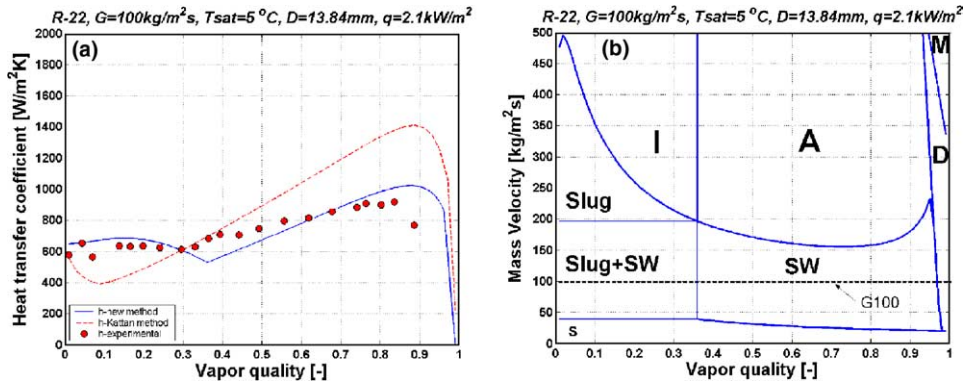 R-22, G=100kg/m²s, Tsat=5 °C, D=13.84mm, q=2.1kW/m²
(a)
Heat transfer coefficient [W/m²K]
2000
1800
1600
1400
1200
1000
800
600
400
200
0
h-new method
h-Kattan method
h-experimental
0 0.1 0.2 0.3 0.4 0.5 0.6 0.7 0.8 0.9 1
Vapor quality [-]
R-22, G=100kg/m²s, Tsat=5 °C, D=13.84mm, q=2.1kW/m²
(b)
Mass Velocity [kg/m²s]
500
450
400
350
300
250
200
150
100
50
0
M
I
A
D
Slug
Slug+SW
SW
G100
S
0 0.1 0.2 0.3 0.4 0.5 0.6 0.7 0.8 0.9 1
Vapor quality [-]